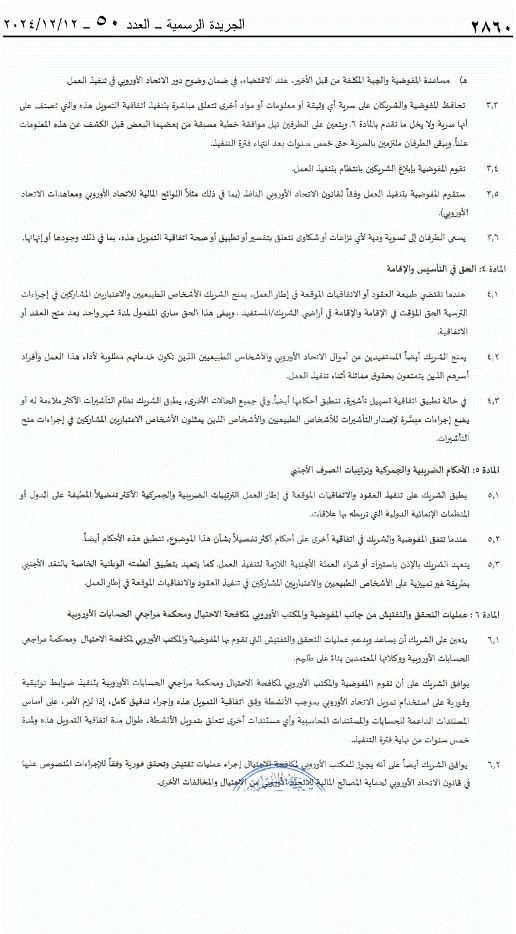 ٢٨٦٠
الجريدة الرسمية – العدد ٥٠ – ٢٠٢٤/١٢/١٢
هـ) مساعدة المفوضية والجهة المكلفة من قبل الأخير، عند الاقتضاء، في ضمان وضوح دور الاتحاد الأوروبي في تنفيذ العمل
٣,٣ تحافظ المفوضية والشريكان على سرية أي وثيقة أو معلومات أو مواد أخرى تتعلق مباشرة بتنفيذ اتفاقية التمويل هذه والتي تصنف على
أنها سرية ولا يخل ما تقدم بالمادة ٦. ويتعين على الطرفين نيل موافقة خطية مسبقة من بعضهما البعض قبل الكشف عن هذه المعلومات
علناً ويبقى الطرفان ملتزمين بالسرية حتى خمس سنوات بعد انتهاء فترة التنفيذ.
٣,٤ تقوم المفوضية بإبلاغ الشريكين بانتظام بتنفيذ العمل.
٣,٥ ستقوم المفوضية بتنفيذ العمل وفقاً لقانون الاتحاد الأوروبي النافذ (بما في ذلك مثلاً اللوائح المالية للاتحاد الأوروبي ومعاهدات الاتحاد
الأوروبي).
٣,٦ يسعى الطرفان إلى تسوية ودية لأي نزاعات أو شكاوى تتعلق بتفسير أو تطبيق أو صحة اتفاقية التمويل هذه، بما في ذلك وجودها أو إنهائها.
المادة ٤: الحق في التأسيس والإقامة
٤,١ عندما تقتضي طبيعة العقود أو الاتفاقيات الموقعة في إطار العمل، يمنح الشريك الأشخاص الطبيعيين والاعتباريين المشاركين في إجراءات
الترسية الحق المؤقت في الإقامة والإقامة في أراضي الشريك/المستفيد . ويبقى هذا الحق ساري المفعول لمدة شهر واحد بعد منح العقد أو
الاتفاقية.
٤,٢ يمنح الشريك أيضاً المستفيدين من أموال الاتحاد الأوروبي والأشخاص الطبيعيين الذين تكون خدماتهم مطلوبة لأداء هذا العمل وأفراد
أسرهم الذين يتمتعون بحقوق مماثلة أثناء تنفيذ العمل.
٤,٣ في حالة تطبيق اتفاقية تسهيل تأشيرة، تنطبق أحكامها أيضاً. وفي جميع الحالات الأخرى، يطبق الشريك نظام التأشيرات الأكثر ملاءمة له أو
يضع إجراءات ميسّرة لإصدار التأشيرات للأشخاص الطبيعيين والأشخاص الذين يمثلون الأشخاص الاعتباريين المشاركين في إجراءات منح
التأشيرات.
المادة ٥: الأحكام الضريبية والجمركية وترتيبات الصرف الأجنبي
٥,١ يطبق الشريك على تنفيذ العقود والاتفاقيات الموقعة في إطار العمل الترتيبات الضريبية والجمركية الأكثر تفضيلاً المطبقة على الدول أو
المنظمات الإنمائية الدولية التي تربطه بها علاقات.
٥,٢ عندما تتفق المفوضية والشريك في اتفاقية أخرى على أحكام أكثر تفصيلاً بشأن هذا الموضوع، تنطبق هذه الأحكام أيضاً.
٥,٣ يتعهد الشريك بالإذن باستيراد أو شراء العملة الأجنبية اللازمة لتنفيذ العمل. كما يتعهد بتطبيق أنظمته الوطنية الخاصة بالنقد الأجنبي
بطريقة غير تمييزية على الأشخاص الطبيعيين والاعتباريين المشاركين في تنفيذ العقود والاتفاقيات الموقعة في إطار العمل.
المادة ٦ : عمليات التحقق والتفتيش من جانب المفوضية والمكتب الأوروبي لمكافحة الاحتيال ومحكمة مراجعي الحسابات الأوروبية
٦,١ يتعين على الشريك أن يساعد ويدعم عمليات التحقق والتفتيش التي تقوم بها المفوضية والمكتب الأوروبي لمكافحة الاحتيال ومحكمة مراجعي
الحسابات الأوروبية ووكلائها المعتمدين بناءً على طلبهم.
يوافق الشريك على أن تقوم المفوضية والمكتب الأوروبي لمكافحة الاحتيال ومحكمة مراجعي الحسابات الأوروبية بتنفيذ ضوابط توثيقية
وفورية على استخدام تمويل الاتحاد الأوروبي بموجب الأنشطة وفق اتفاقية التمويل هذه وإجراء تدقيق كامل، إذا لزم الأمر، على أساس
المستندات الداعمة للحسابات والمستندات المحاسبية وأي مستندات أخرى تتعلق بتمويل الأنشطة، طوال مدة اتفاقية التمويل هذه ولمدة
خمس سنوات من نهاية فترة التنفيذ.
٦,٢ يوافق الشريك أيضاً على أنه يجوز للمكتب الأوروبي لمكافحة الاحتيال إجراء عمليات تفتيش وتحقق فورية وفقاً للإجراءات المنصوص عليها
في قانون الاتحاد الأوروبي لحماية المصالح المالية للاتحاد الأوروبي من الاحتيال والمخالفات الأخرى.